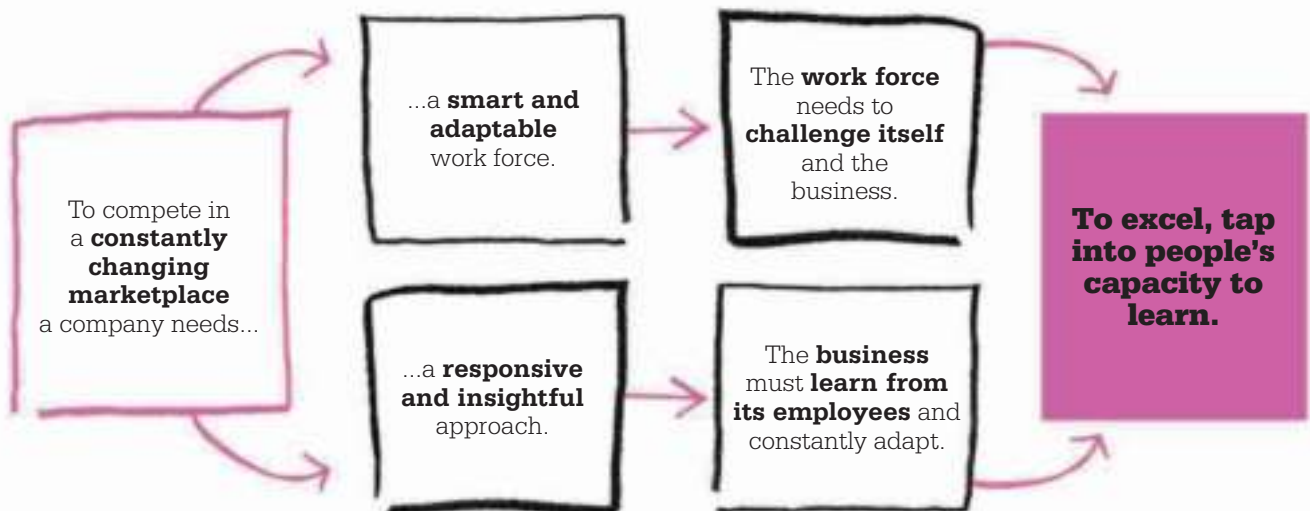 To compete in
a constantly
changing
marketplace
a company needs...
...a smart and
adaptable
work force.
The work force
needs to
challenge itself
and the
business.
...a responsive
and insightful
approach.
The business
must learn from
its employees and
constantly adapt.
To excel, tap
into people’s
capacity to
learn.